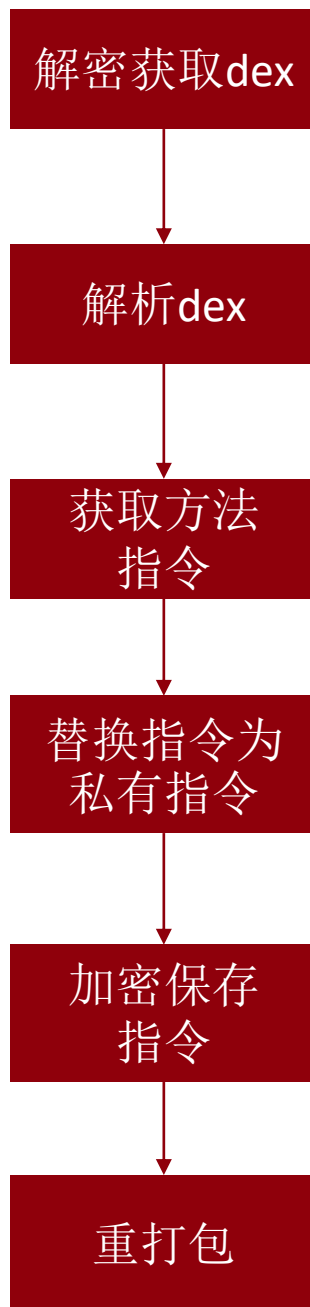 解密获取dex
解析dex
获取方法
指令
替换指令为
私有指令
加密保存
指令
重打包